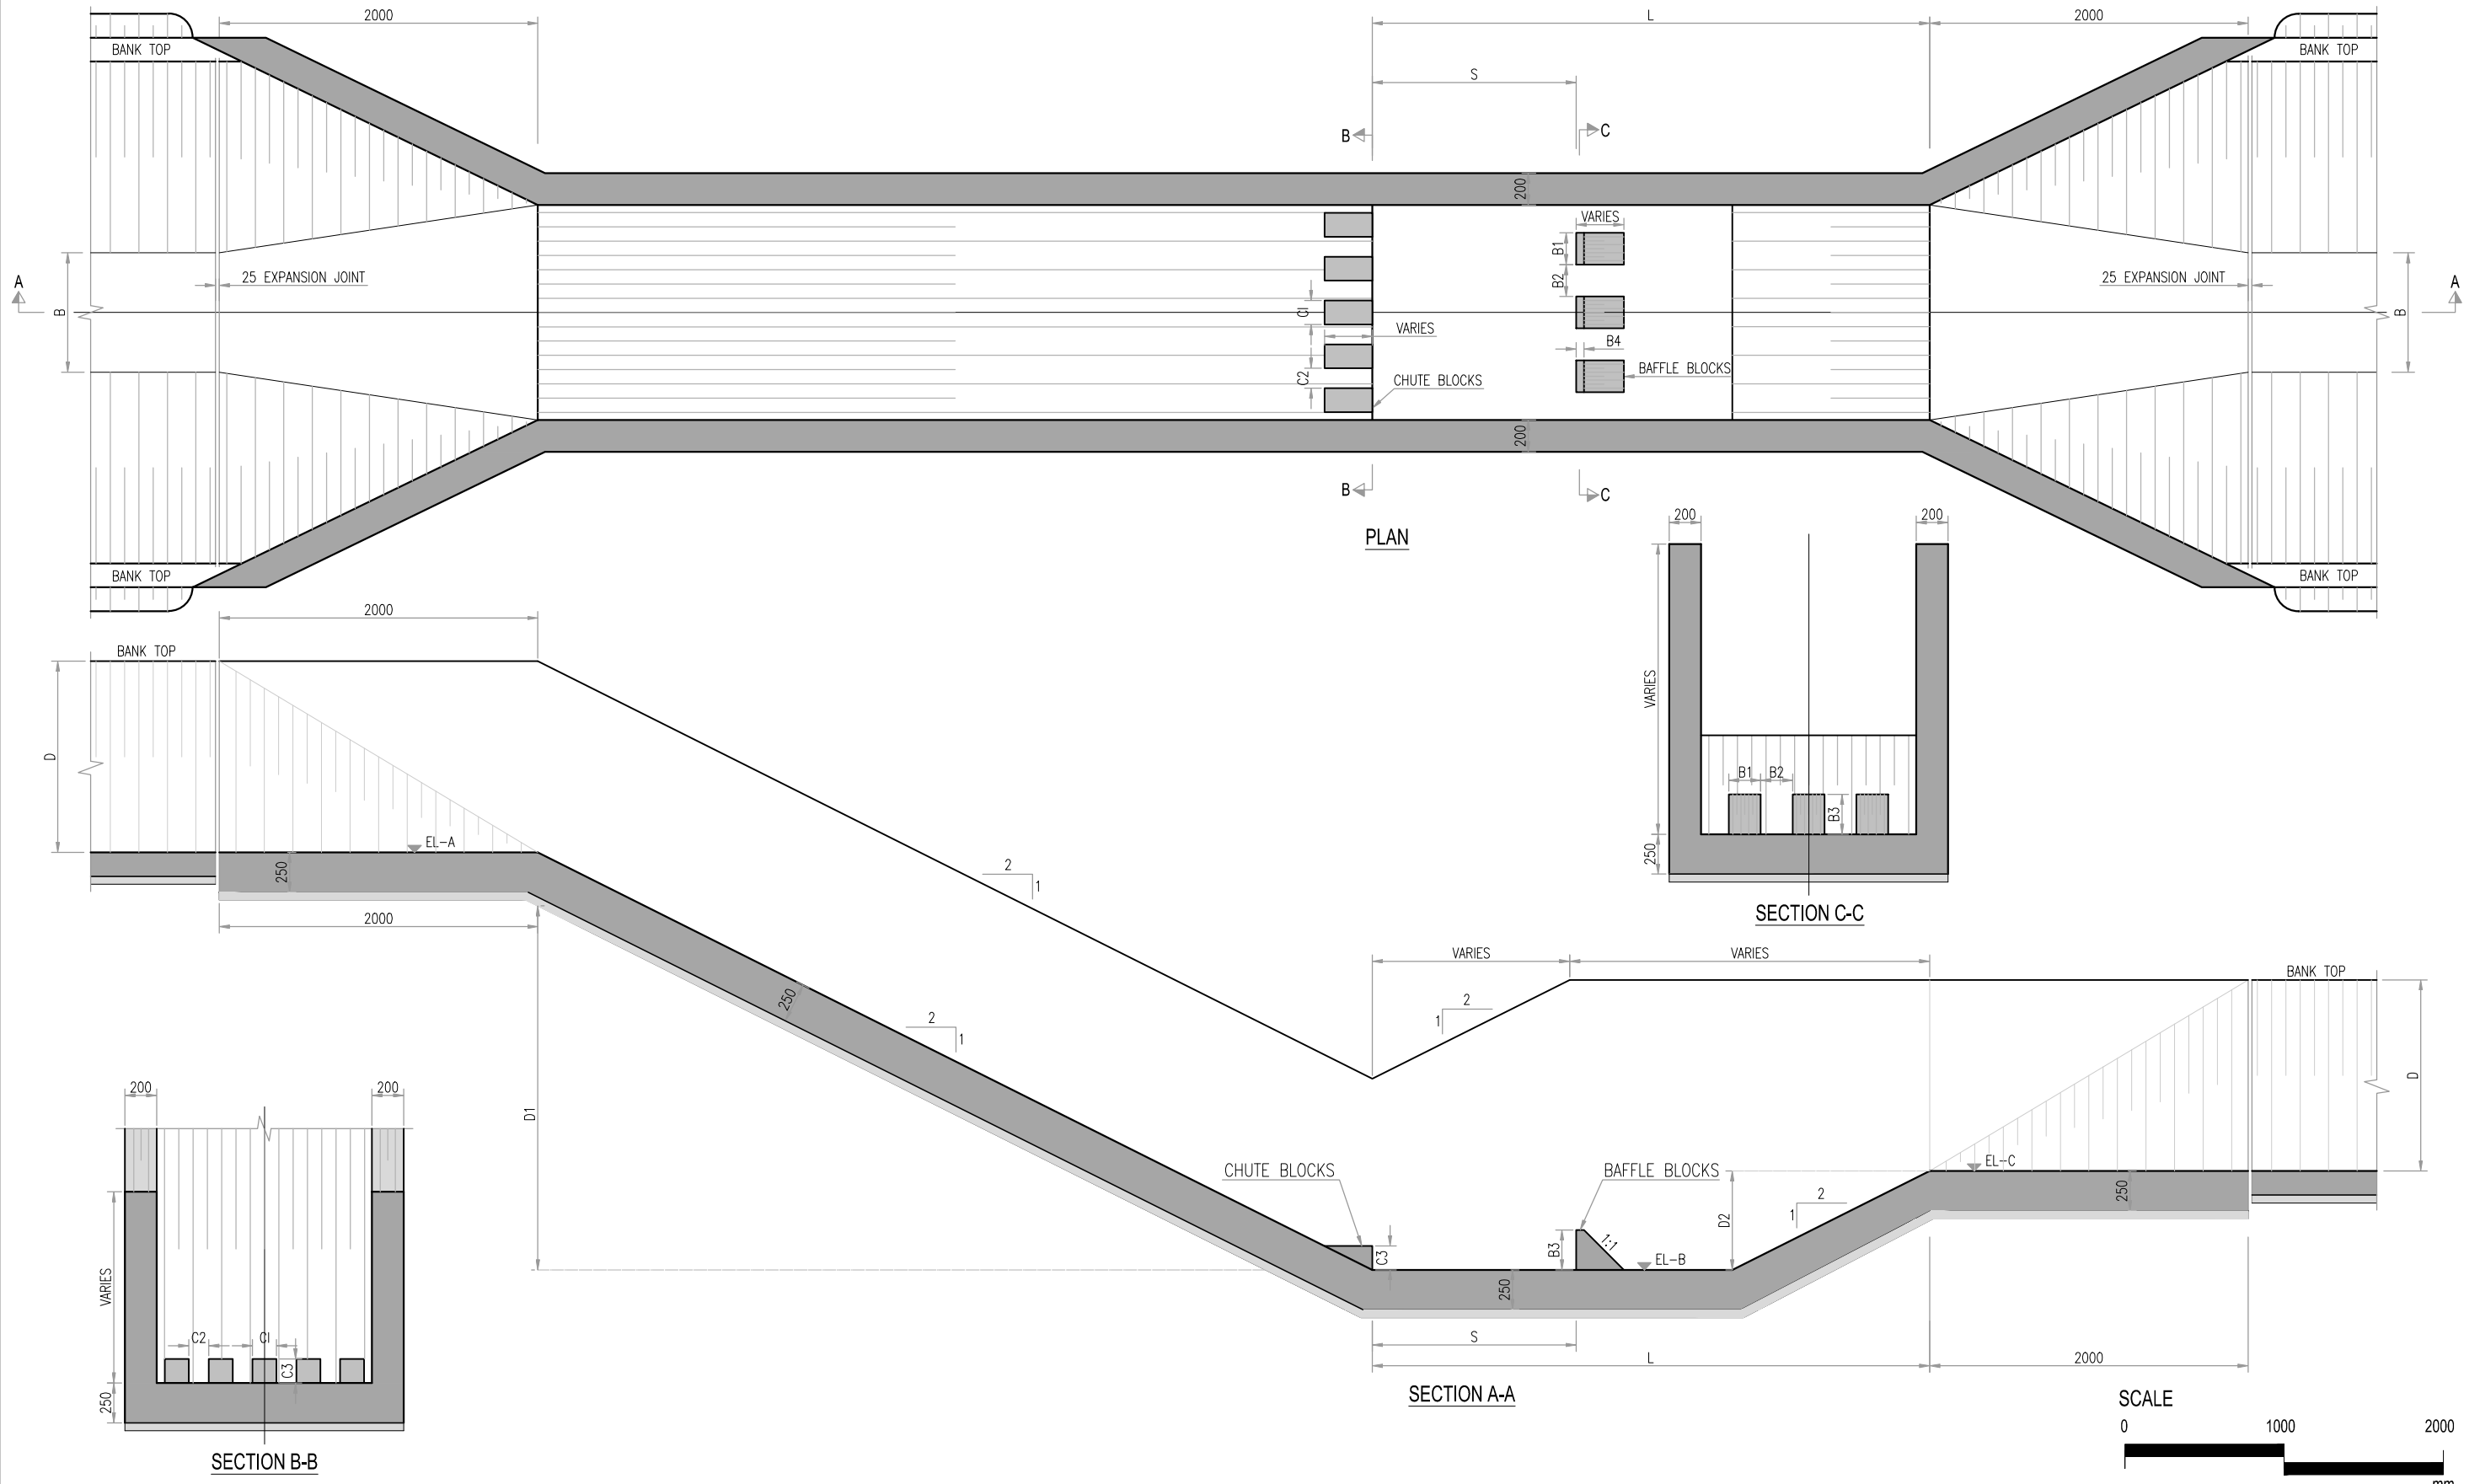 2000
L
2000
BANK TOP
BANK TOP
S
B
C
200
VARIES
B1
B2
25 EXPANSION JOINT
25 EXPANSION JOINT
A
A
B
B
C1
VARIES
B4
BAFFLE BLOCKS
C2
CHUTE BLOCKS
200
B
C
PLAN
BANK TOP
BANK TOP
200
200
VARIES
B1
B2
B3
250
SECTION C-C
2000
BANK TOP
D
EL-A
250
2000
2
1
2
1
250
D1
VARIES
VARIES
2
1
BANK TOP
D
CHUTE BLOCKS
BAFFLE BLOCKS
EL-C
250
2
1
D2
C3
B3
1:1
EL-B
250
S
L
2000
SECTION A-A
200
200
VARIES
C2
C1
C3
250
SECTION B-B
SCALE
0
1000
2000
mm